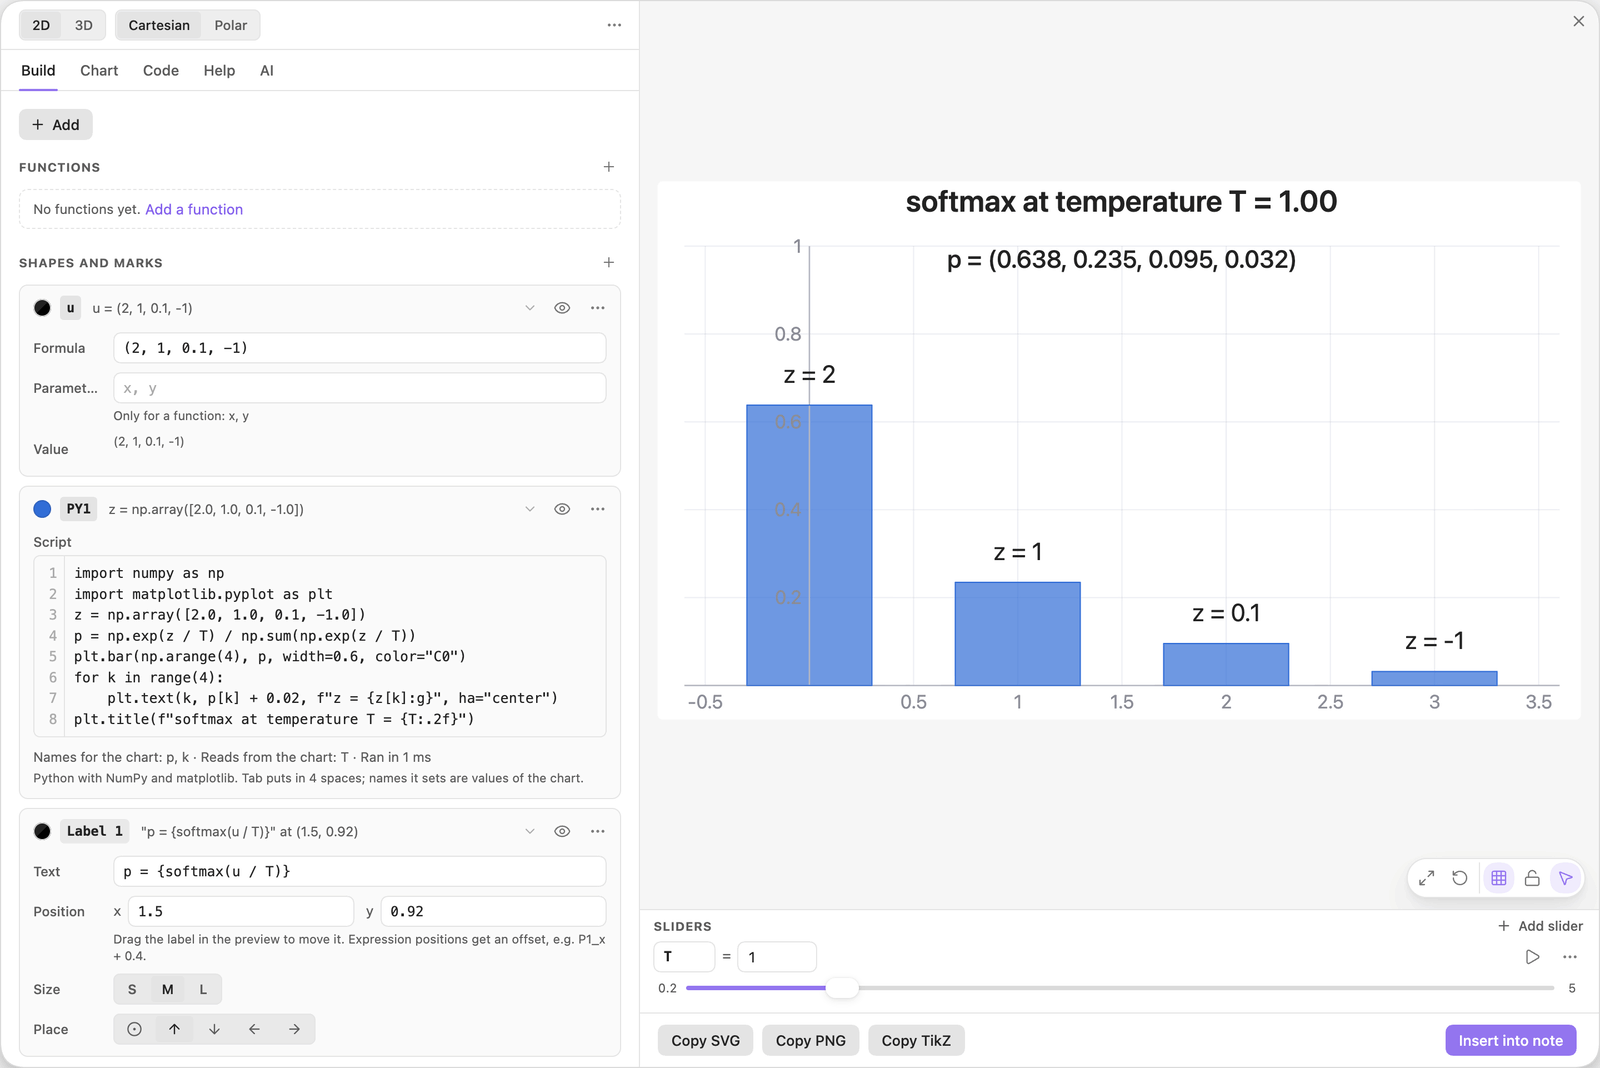 2D 3D Cartesian Polar
Build Chart Code Help AI
+ Add
FUNCTIONS
No functions yet. Add a function
SHAPES AND MARKS
u u = (2, 1, 0.1, -1)
Formula (2, 1, 0.1, −1)
Paramet... x, y
Only for a function: x, y
Value (2, 1, 0.1, -1)
PY1 z = np.array([2.0, 1.0, 0.1, -1.0])
Script
1 import numpy as np
2 import matplotlib.pyplot as plt
3 z = np.array([2.0, 1.0, 0.1, −1.0])
4 p = np.exp(z / T) / np.sum(np.exp(z / T))
5 plt.bar(np.arange(4), p, width=0.6, color="C0")
6 for k in range(4):
7     plt.text(k, p[k] + 0.02, f"z = {z[k]:g}", ha="center")
8 plt.title(f"softmax at temperature T = {T:.2f}")
Names for the chart: p, k · Reads from the chart: T · Ran in 1 ms
Python with NumPy and matplotlib. Tab puts in 4 spaces; names it sets are values of the chart.
Label 1 "p = {softmax(u / T)}" at (1.5, 0.92)
Text p = {softmax(u / T)}
Position x 1.5 y 0.92
Drag the label in the preview to move it. Expression positions get an offset, e.g. P1_x
+ 0.4.
Size S M L
Place
softmax at temperature T = 1.00
p = (0.638, 0.235, 0.095, 0.032)
1
0.8
0.6
0.4
0.2
z = 2
z = 1
z = 0.1
z = -1
-0.5 0.5 1 1.5 2 2.5 3 3.5
SLIDERS + Add slider
T = 1
0.2 5
Copy SVG Copy PNG Copy TikZ Insert into note